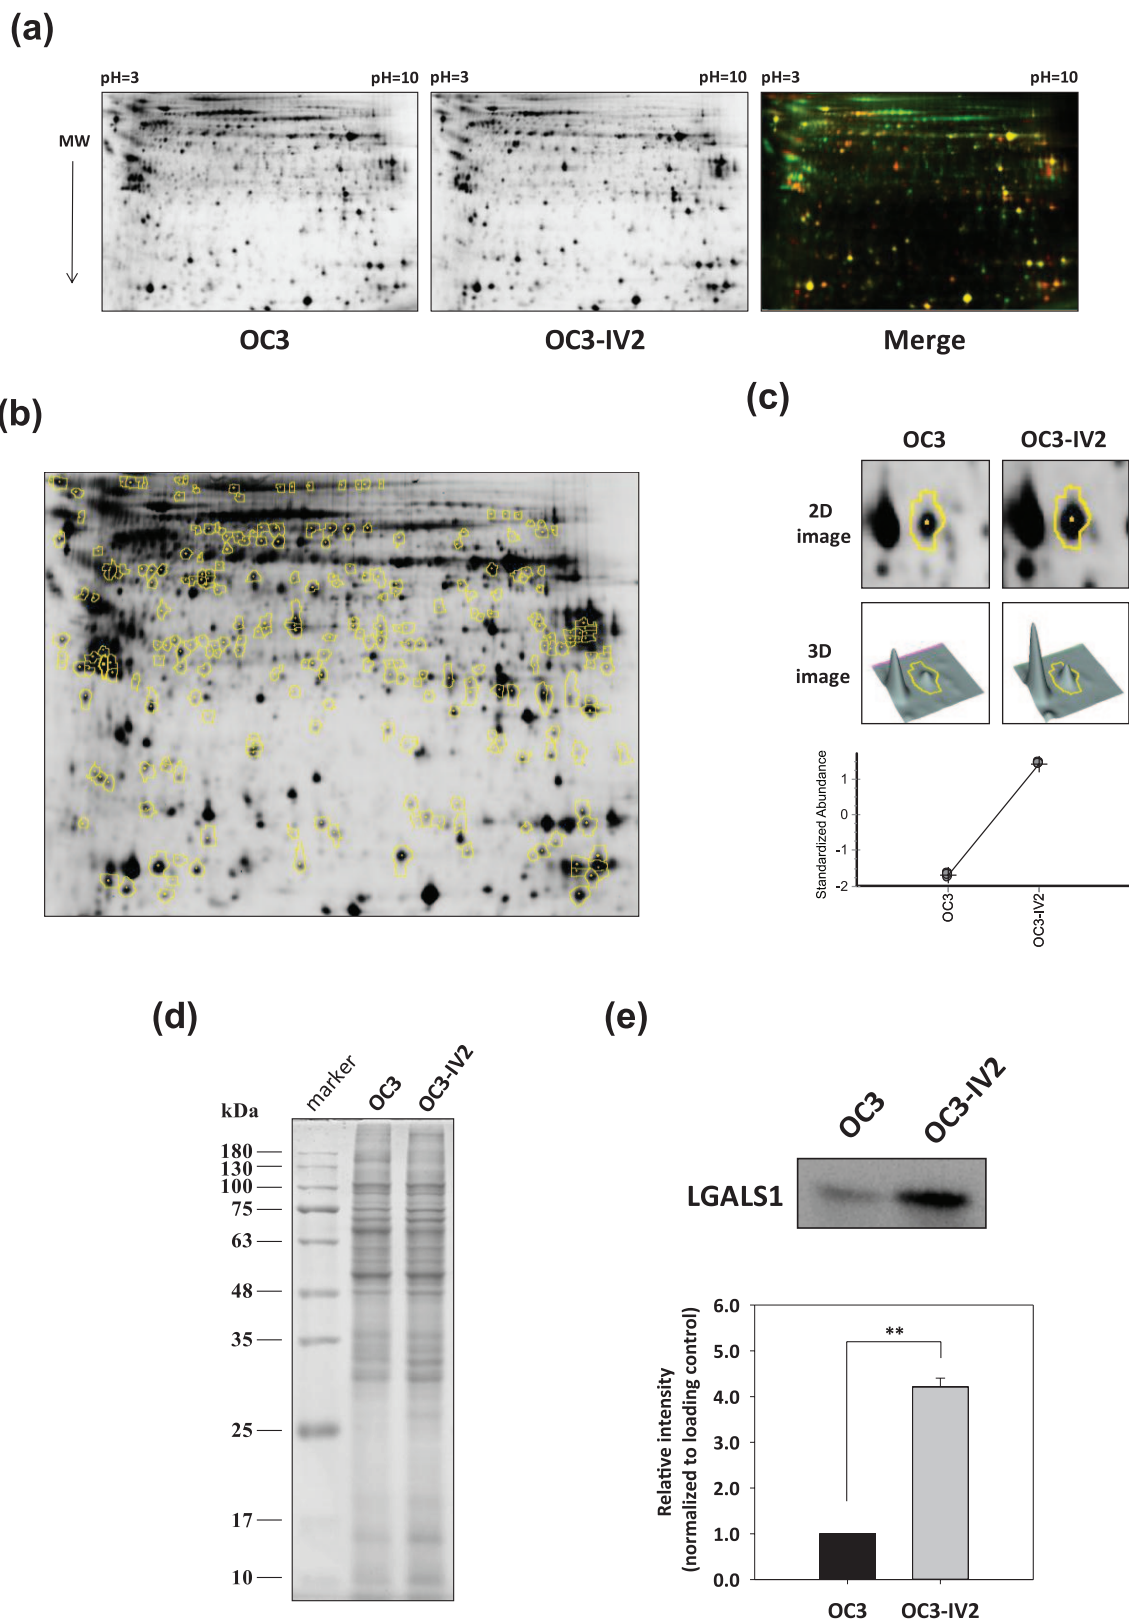 (a)
pH=3
pH=10
pH=3
pH=10
pH=3
pH=10
MW
OC3
OC3-IV2
Merge
(b)
(c)
OC3
OC3-IV2
2D
image
3D
image
Standardized Abundance
1
0
-1
-2
OC3
OC3-IV2
(d)
marker
OC3
OC3-IV2
kDa
180
130
100
75
63
48
35
25
17
10
(e)
OC3
OC3-IV2
LGALS1
Relative intensity
(normalized to loading control)
6.0
5.0
4.0
3.0
2.0
1.0
0.0
**
OC3
OC3-IV2